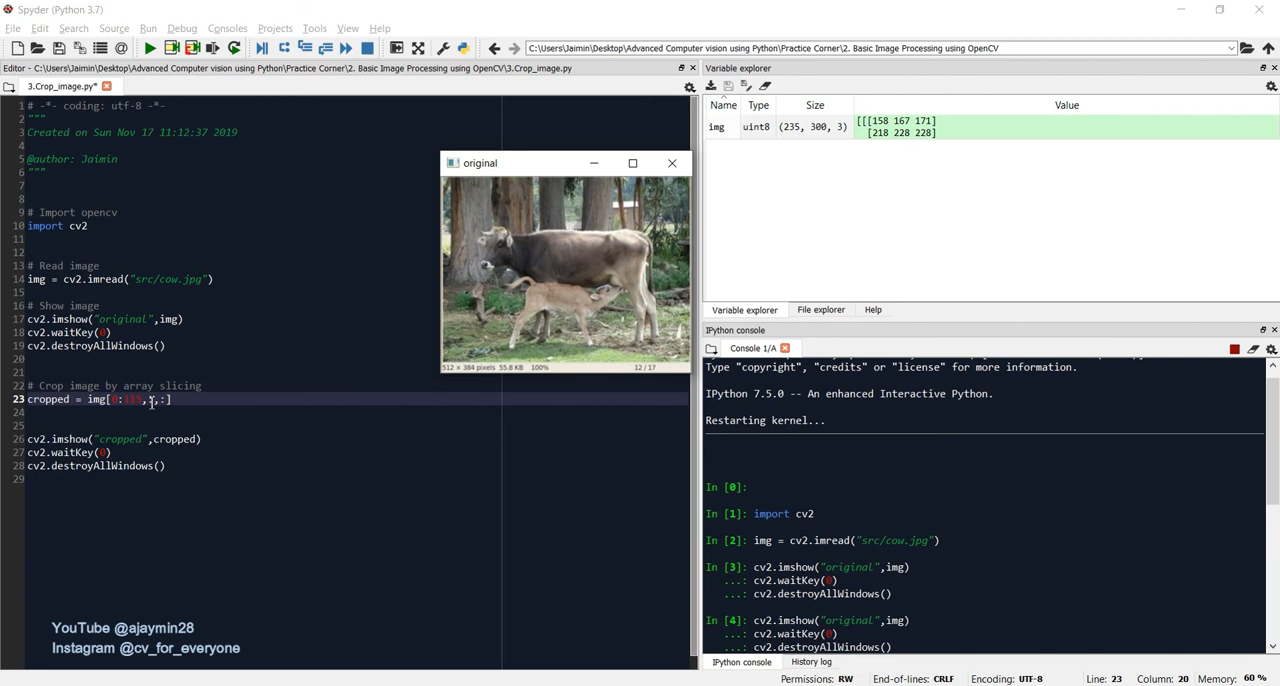 Spyder (Python 3.7)
File Edit Search Source Run Debug Consoles Projects Tools View Help
C:\Users\Jaimin\Desktop\Advanced Computer vision using Python\Practice Corner\2. Basic Image Processing using OpenCV
Editor - C:\Users\Jaimin\Desktop\Advanced Computer vision using Python\Practice Corner\2. Basic Image Processing using OpenCV\3.Crop_image.py
3.Crop_image.py*
1 # -*- coding: utf-8 -*-
2 """
3 Created on Sun Nov 17 11:12:37 2019
4
5 @author: Jaimin
6 """
7
8
9 # Import opencv
10 import cv2
11
12
13 # Read image
14 img = cv2.imread("src/cow.jpg")
15
16 # Show image
17 cv2.imshow("original",img)
18 cv2.waitKey(0)
19 cv2.destroyAllWindows()
20
21
22 # Crop image by array slicing
23 cropped = img[0:115,:,:]
24
25
26 cv2.imshow("cropped",cropped)
27 cv2.waitKey(0)
28 cv2.destroyAllWindows()
29
YouTube @ajaymin28
Instagram @cv_for_everyone
original
512 × 384 pixels 55.8 KB 100% 12 / 17
Variable explorer
Name Type Size Value
img uint8 (235, 300, 3) [[[158 167 171]
[218 228 228]
Variable explorer File explorer Help
IPython console
Console 1/A
Type "copyright", "credits" or "license" for more information.
IPython 7.5.0 -- An enhanced Interactive Python.
Restarting kernel...
In [0]:
In [1]: import cv2
In [2]: img = cv2.imread("src/cow.jpg")
In [3]: cv2.imshow("original",img)
...: cv2.waitKey(0)
...: cv2.destroyAllWindows()
In [4]: cv2.imshow("original",img)
...: cv2.waitKey(0)
...: cv2.destroyAllWindows()
IPython console History log
Permissions: RW End-of-lines: CRLF Encoding: UTF-8 Line: 23 Column: 20 Memory: 60 %